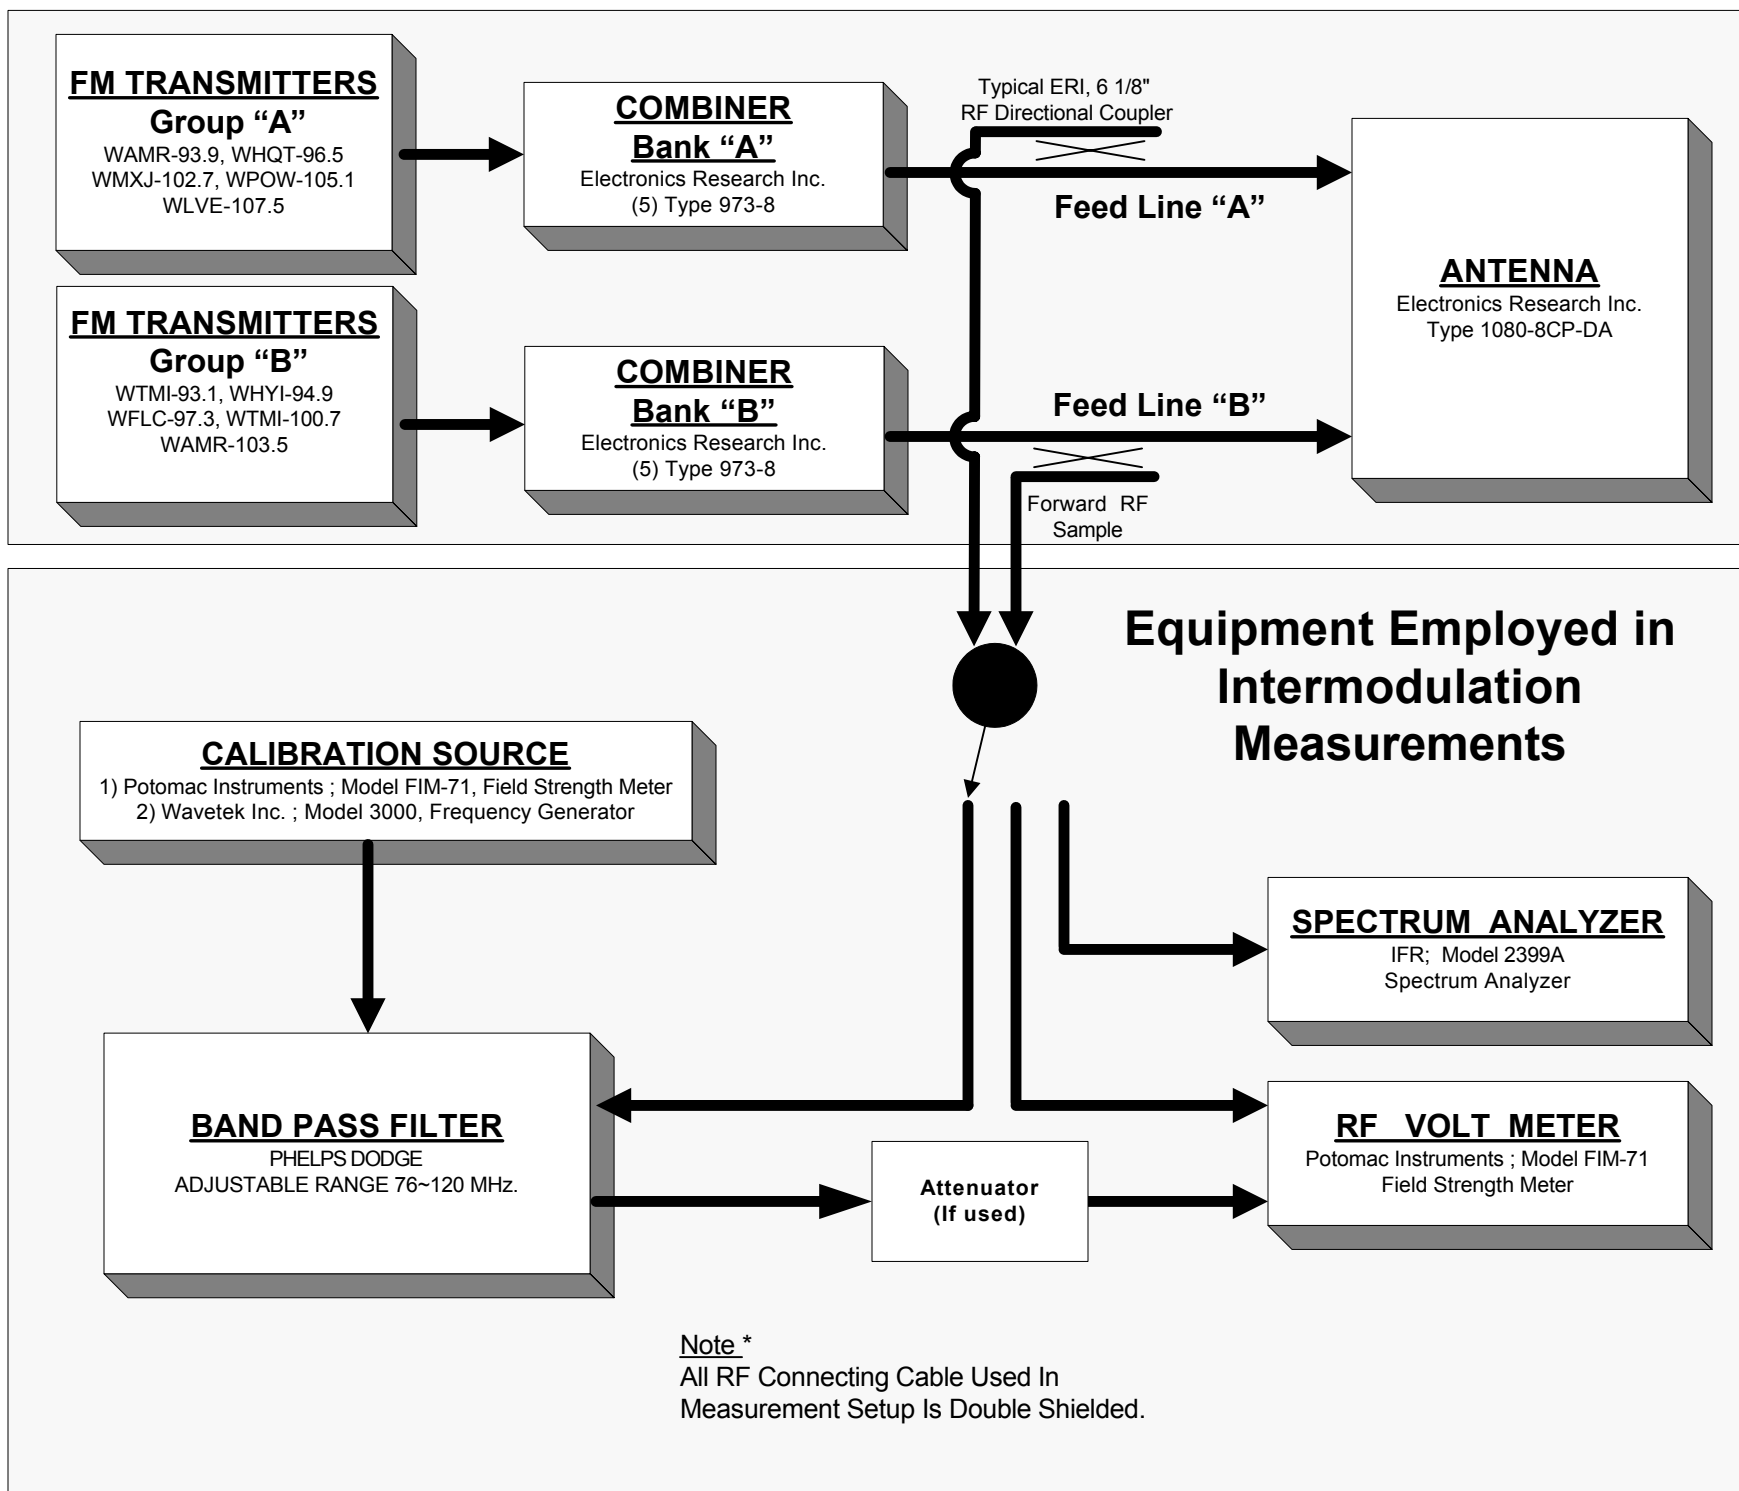 FM TRANSMITTERS
Group “A”
WAMR-93.9, WHQT-96.5
WMXJ-102.7, WPOW-105.1
WLVE-107.5
COMBINER
Bank “A”
Electronics Research Inc.
(5) Type 973-8
Typical ERI, 6 1/8"
RF Directional Coupler
Feed Line “A”
ANTENNA
Electronics Research Inc.
Type 1080-8CP-DA
FM TRANSMITTERS
Group “B”
WTMI-93.1, WHYI-94.9
WFLC-97.3, WTMI-100.7
WAMR-103.5
COMBINER
Bank “B”
Electronics Research Inc.
(5) Type 973-8
Feed Line “B”
Forward RF
Sample
Equipment Employed in
Intermodulation
Measurements
CALIBRATION SOURCE
1) Potomac Instruments ; Model FIM-71, Field Strength Meter
2) Wavetek Inc. ; Model 3000, Frequency Generator
SPECTRUM ANALYZER
IFR; Model 2399A
Spectrum Analyzer
BAND PASS FILTER
PHELPS DODGE
ADJUSTABLE RANGE 76~120 MHz.
Attenuator
(If used)
RF VOLT METER
Potomac Instruments ; Model FIM-71
Field Strength Meter
Note *
All RF Connecting Cable Used In
Measurement Setup Is Double Shielded.